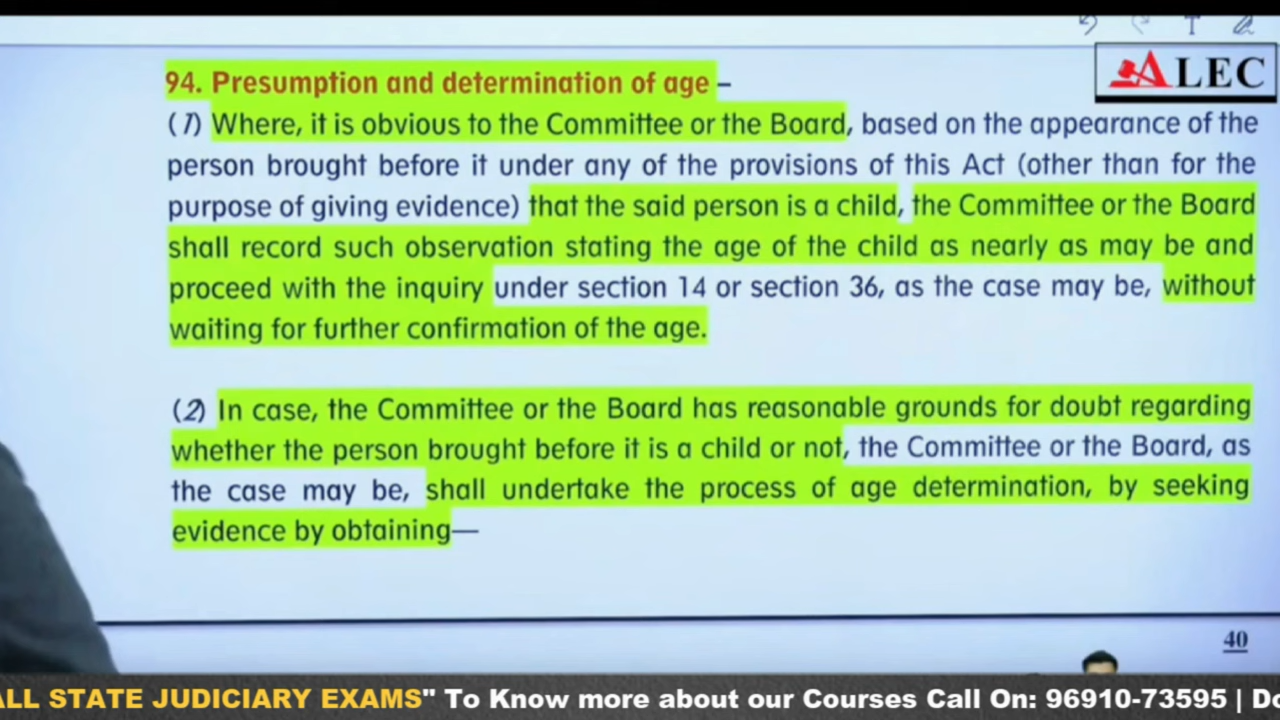 ALEC
94. Presumption and determination of age –
(1) Where, it is obvious to the Committee or the Board, based on the appearance of the
person brought before it under any of the provisions of this Act (other than for the
purpose of giving evidence) that the said person is a child, the Committee or the Board
shall record such observation stating the age of the child as nearly as may be and
proceed with the inquiry under section 14 or section 36, as the case may be, without
waiting for further confirmation of the age.
(2) In case, the Committee or the Board has reasonable grounds for doubt regarding
whether the person brought before it is a child or not, the Committee or the Board, as
the case may be, shall undertake the process of age determination, by seeking
evidence by obtaining—
40
ALL STATE JUDICIARY EXAMS" To Know more about our Courses Call On: 96910-73595 |